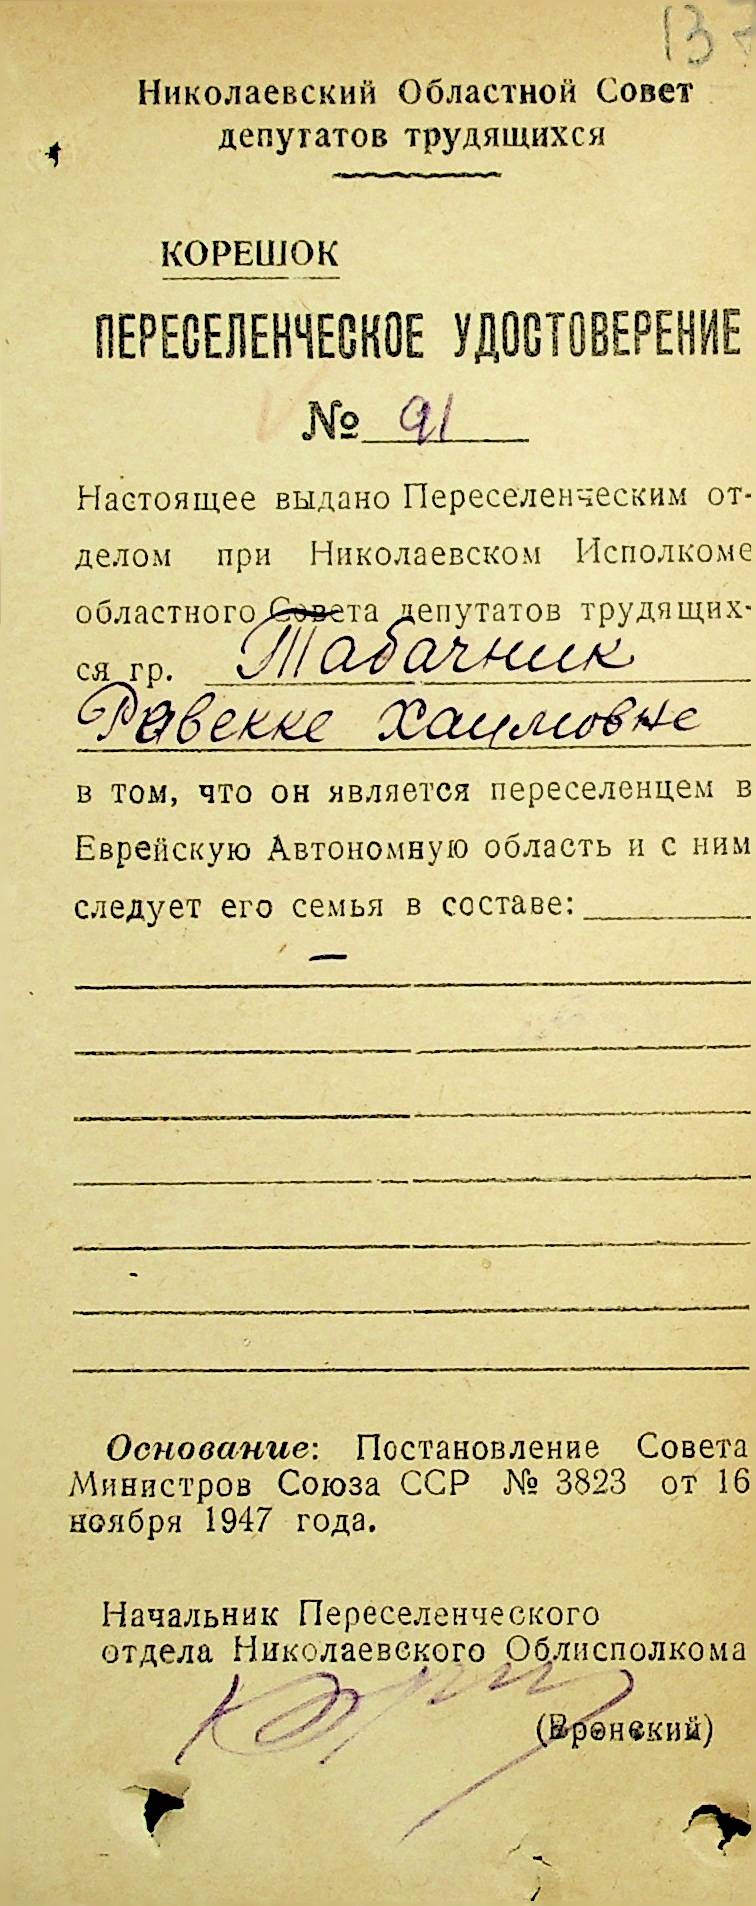 137
Николаевский Областной Совет
депутатов трудящихся
КОРЕШОК
ПЕРЕСЕЛЕНЧЕСКОЕ УДОСТОВЕРЕНИЕ
№ 91
Настоящее выдано Переселенческим от-
делом при Николаевском Исполкоме
областного Совета депутатов трудящих-
ся гр. Табачник
Ревекке Хаимовне
в том, что он является переселенцем в
Еврейскую Автономную область и с ним
следует его семья в составе:
—
Основание: Постановление Совета
Министров Союза ССР № 3823 от 16
ноября 1947 года.
Начальник Переселенческого
отдела Николаевского Облисполкома
(Вронский)